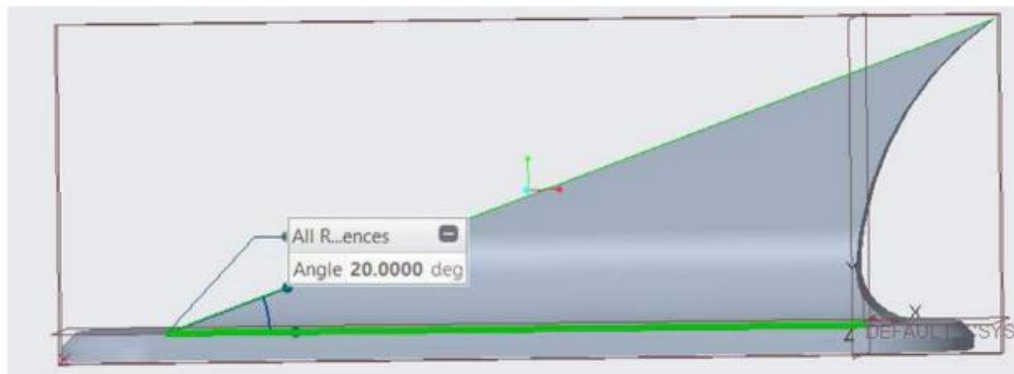 All R...ences
Angle 20.0000 deg
Y
X
Z DEFAULT_CSYS